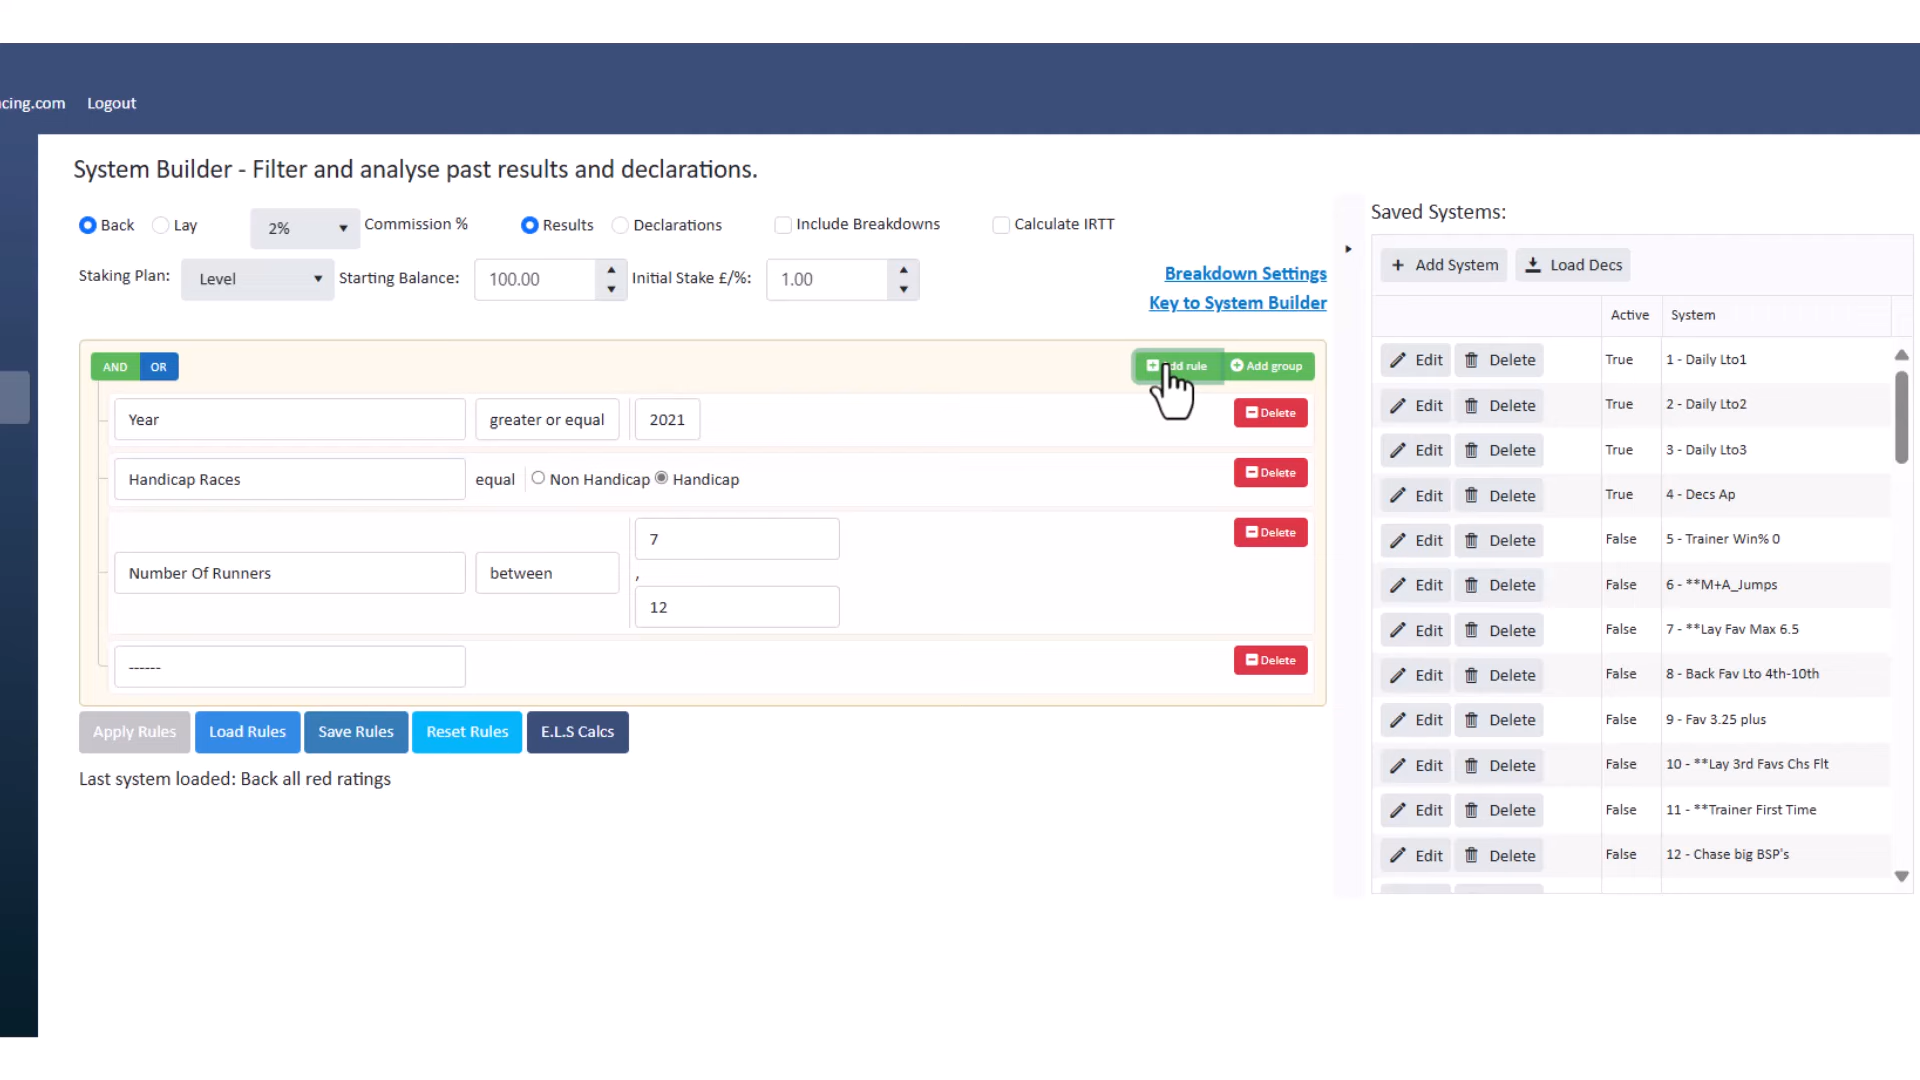 Logout
System Builder - Filter and analyse past results and declarations.
Back Lay 2% Commission % Results Declarations Include Breakdowns Calculate IRTT
Staking Plan: Level Starting Balance: 100.00 Initial Stake £/%: 1.00
Breakdown Settings
Key to System Builder
AND OR rule Add group
Year greater or equal 2021 Delete
Handicap Races equal Non Handicap Handicap Delete
Number Of Runners between 7 , 12 Delete
------ Delete
Apply Rules Load Rules Save Rules Reset Rules E.L.S Calcs
Last system loaded: Back all red ratings
Saved Systems:
+ Add System Load Decs
Active System
Edit Delete True 1 - Daily Lto1
Edit Delete True 2 - Daily Lto2
Edit Delete True 3 - Daily Lto3
Edit Delete True 4 - Decs Ap
Edit Delete False 5 - Trainer Win% 0
Edit Delete False 6 - **M+A_Jumps
Edit Delete False 7 - **Lay Fav Max 6.5
Edit Delete False 8 - Back Fav Lto 4th-10th
Edit Delete False 9 - Fav 3.25 plus
Edit Delete False 10 - **Lay 3rd Favs Chs Flt
Edit Delete False 11 - **Trainer First Time
Edit Delete False 12 - Chase big BSP's